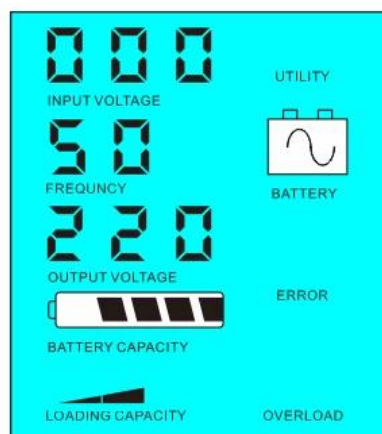 000
UTILITY
INPUT VOLTAGE
50
FREQUNCY
BATTERY
220
OUTPUT VOLTAGE
ERROR
BATTERY CAPACITY
LOADING CAPACITY
OVERLOAD